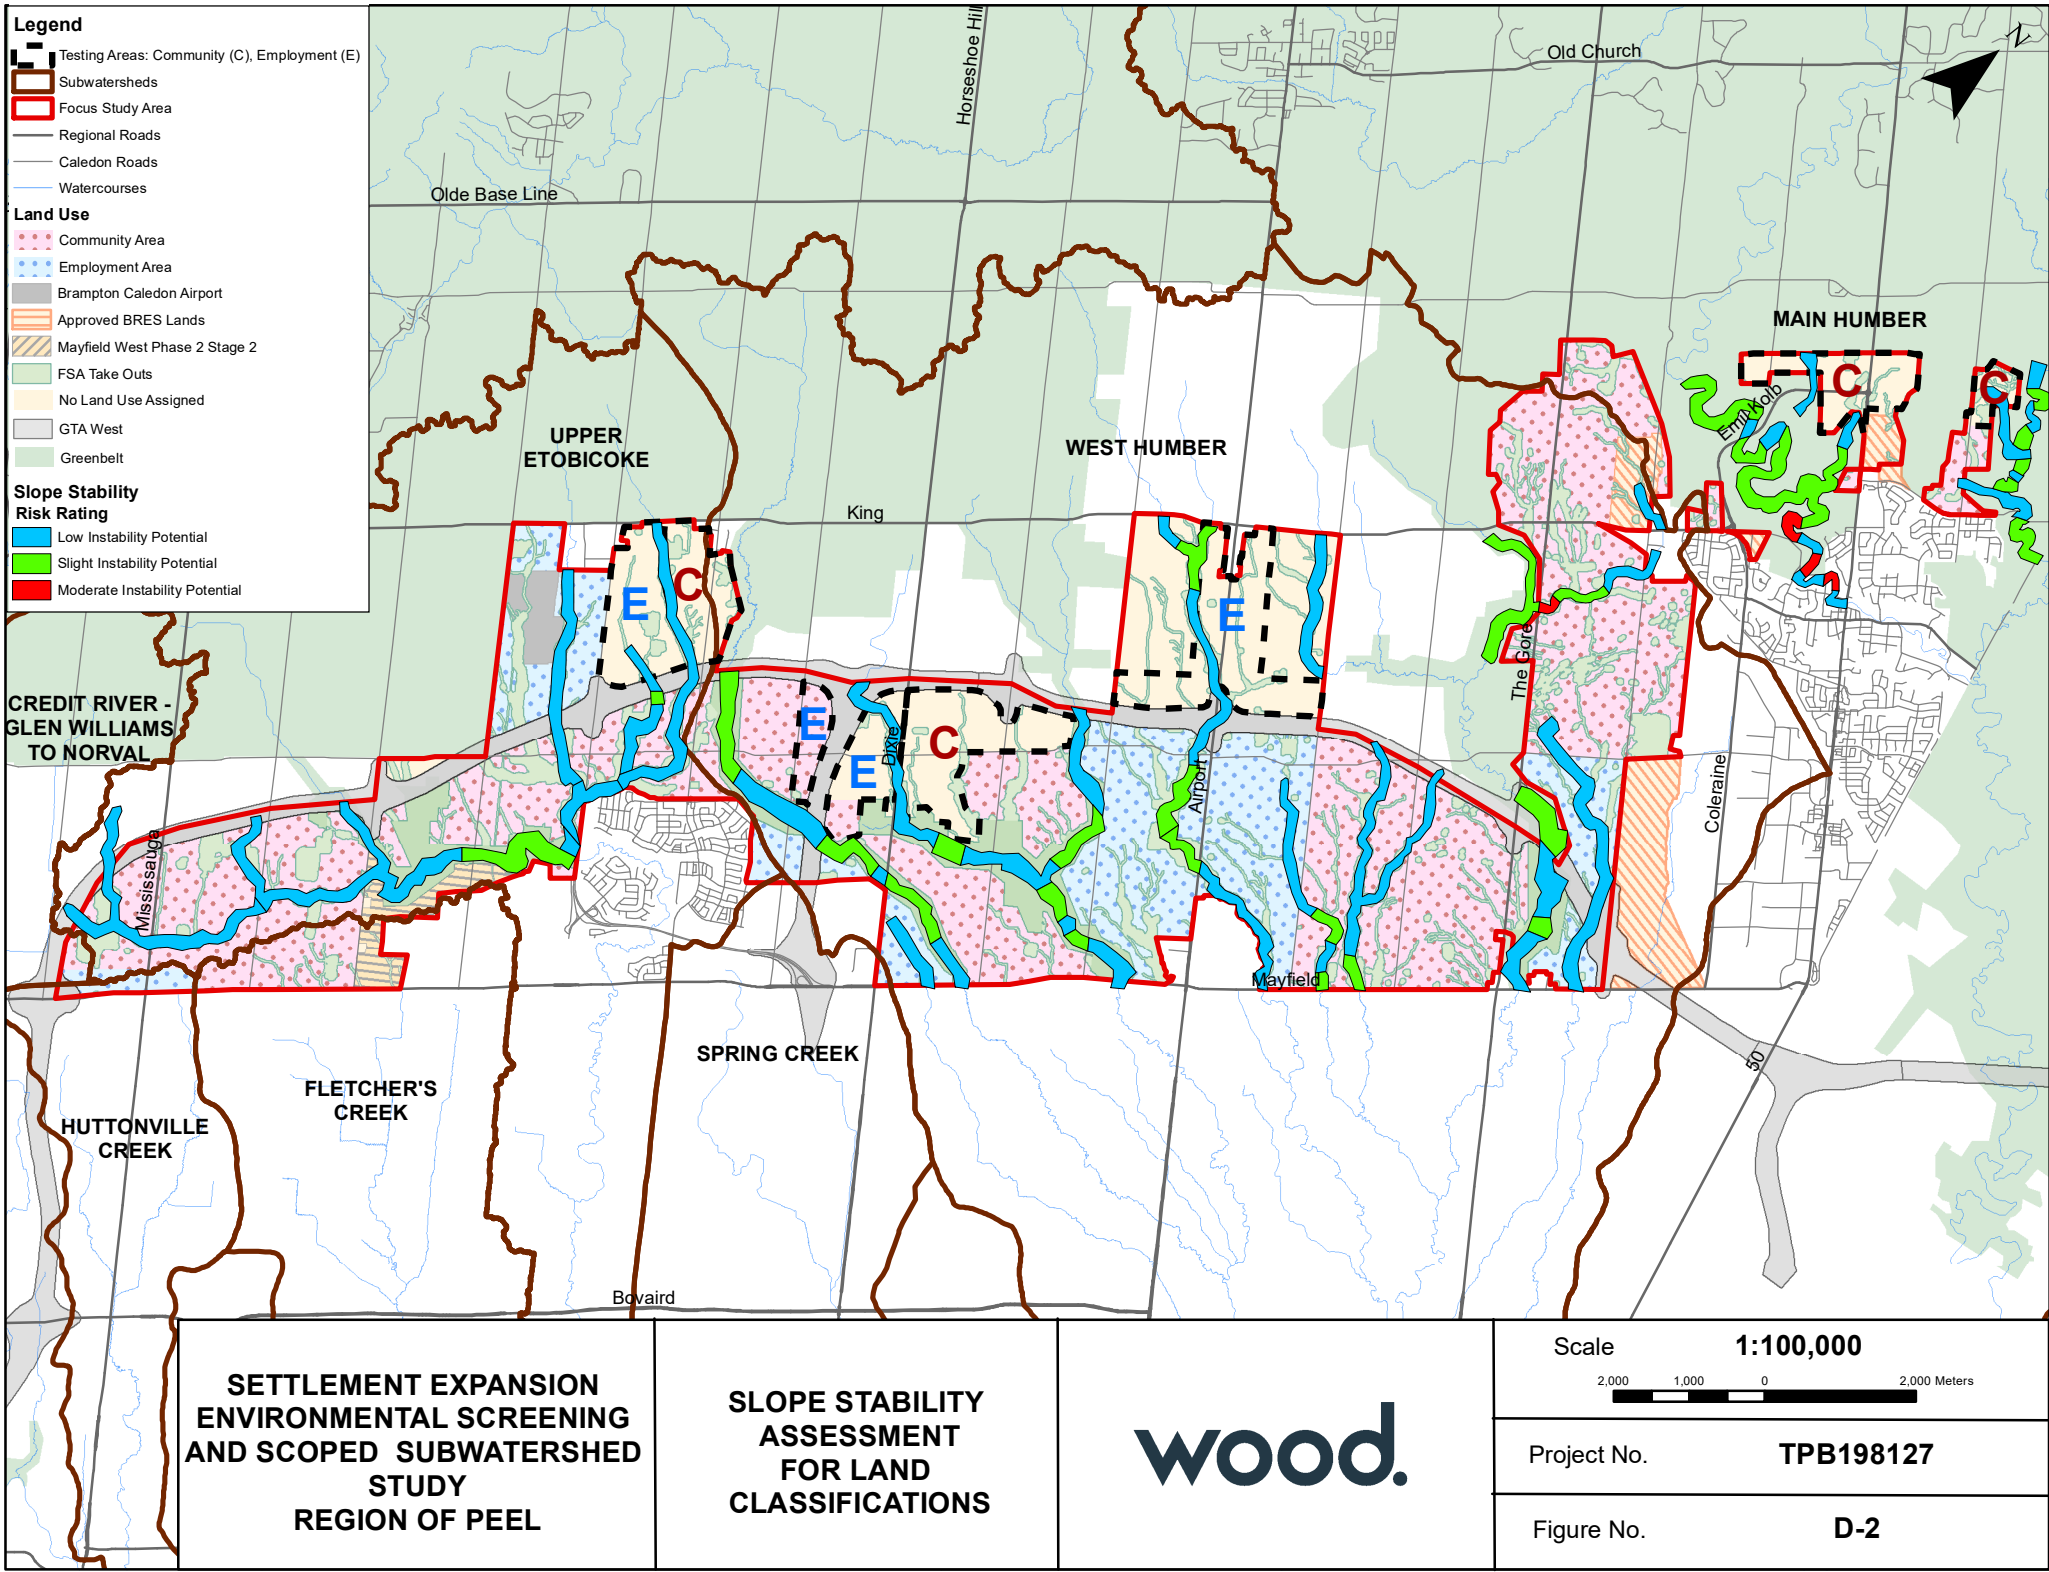 Legend
Testing Areas: Community (C), Employment (E)
Subwatersheds
Focus Study Area
Regional Roads
Caledon Roads
Watercourses
Land Use
Community Area
Employment Area
Brampton Caledon Airport
Approved BRES Lands
Mayfield West Phase 2 Stage 2
FSA Take Outs
No Land Use Assigned
GTA West
Greenbelt
Slope Stability
Risk Rating
Low Instability Potential
Slight Instability Potential
Moderate Instability Potential
Horseshoe Hill
Old Church
N
Olde Base Line
MAIN HUMBER
C
C
Emil Kolb
UPPER
ETOBICOKE
WEST HUMBER
King
E
C
E
The Gore
CREDIT RIVER -
GLEN WILLIAMS
TO NORVAL
E
E
Dixie
C
Airport
Coleraine
Mississauga
Mayfield
SPRING CREEK
50
FLETCHER'S
CREEK
HUTTONVILLE
CREEK
Bovaird
SETTLEMENT EXPANSION
ENVIRONMENTAL SCREENING
AND SCOPED SUBWATERSHED
STUDY
REGION OF PEEL
SLOPE STABILITY
ASSESSMENT
FOR LAND
CLASSIFICATIONS
wood.
Scale 1:100,000
2,000 1,000 0 2,000 Meters
Project No. TPB198127
Figure No. D-2